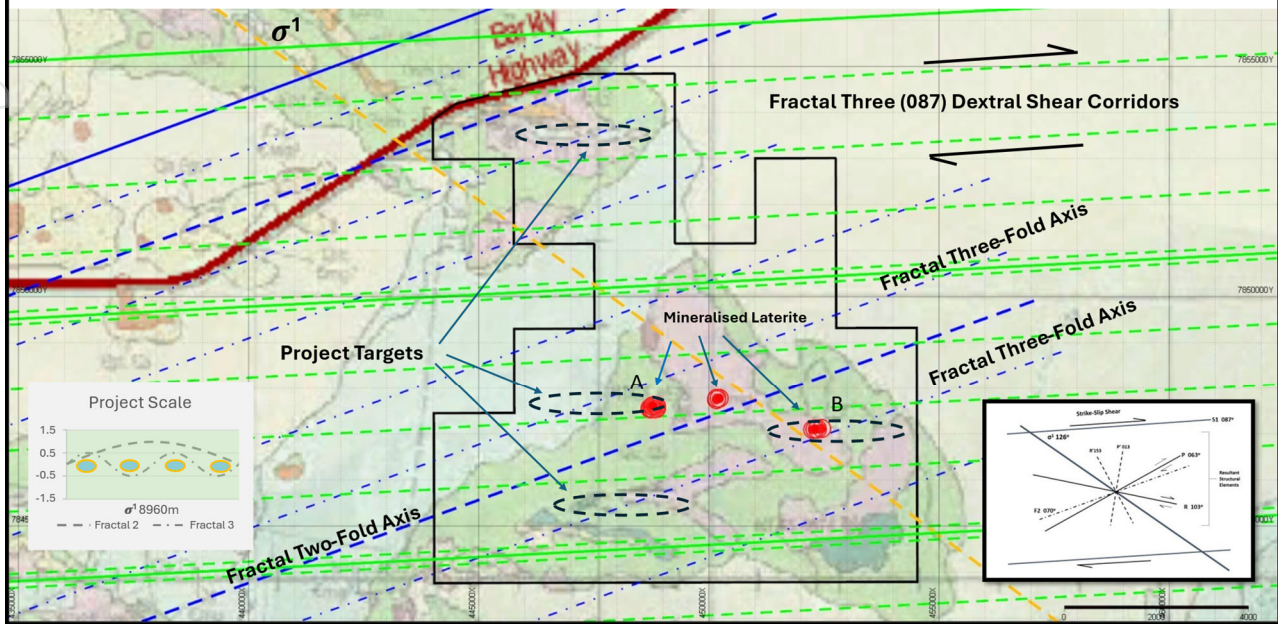 σ¹
Barkly
Highway
7855000Y
7855000Y
Fractal Three (087) Dextral Shear Corridors
Fractal Three-Fold Axis
7850000Y
7850000Y
Mineralised Laterite
Fractal Three-Fold Axis
Project Targets
A
B
Project Scale
1.5
0.5
-0.5
-1.5
σ¹ 8960m
Fractal 2
Fractal 3
Fractal Two-Fold Axis
Strike-Slip Shear
S1 087°
σ¹ 126°
R'153
P' 013
P 063°
Resultant
Structural
Elements
F2 070°
R 103°
440000X
445000X
450000X
455000X
0
2000
4000